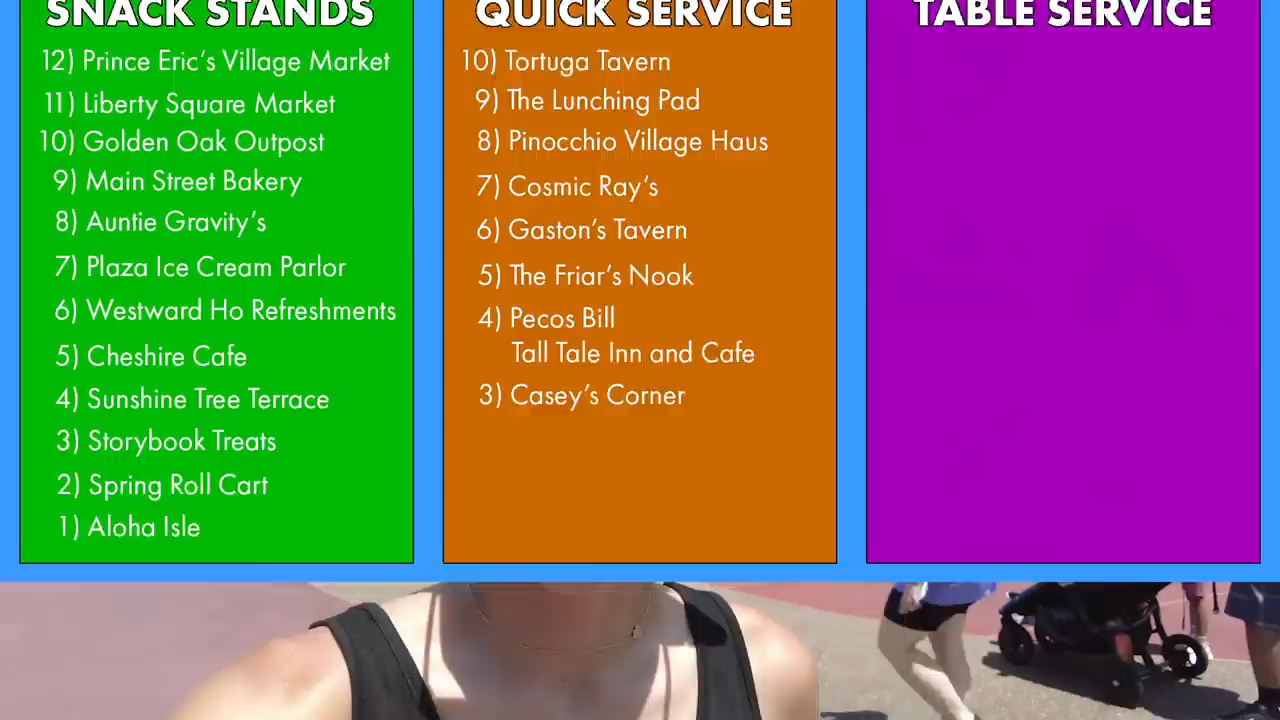 SNACK STANDS
12) Prince Eric's Village Market
11) Liberty Square Market
10) Golden Oak Outpost
9) Main Street Bakery
8) Auntie Gravity's
7) Plaza Ice Cream Parlor
6) Westward Ho Refreshments
5) Cheshire Cafe
4) Sunshine Tree Terrace
3) Storybook Treats
2) Spring Roll Cart
1) Aloha Isle
QUICK SERVICE
10) Tortuga Tavern
9) The Lunching Pad
8) Pinocchio Village Haus
7) Cosmic Ray's
6) Gaston's Tavern
5) The Friar's Nook
4) Pecos Bill
Tall Tale Inn and Cafe
3) Casey's Corner
TABLE SERVICE